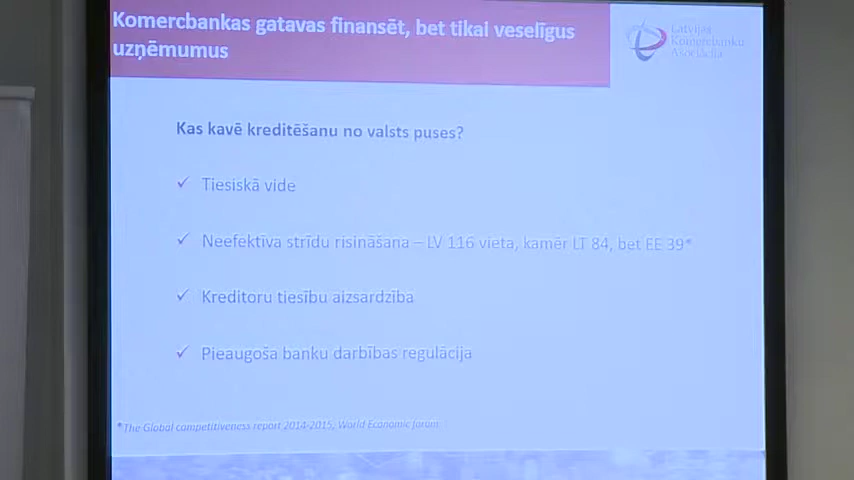 Komercbankas gatavas finansēt, bet tikai veselīgus
uzņēmumus
Latvijas
Komercbanku
Asociācija
Kas kavē kreditēšanu no valsts puses?
✓ Tiesiskā vide
✓ Neefektīva strīdu risināšana – LV 116 vieta, kamēr LT 84, bet EE 39*
✓ Kreditoru tiesību aizsardzība
✓ Pieaugoša banku darbības regulācija
*The Global competitiveness report 2014-2015, World Economic forum